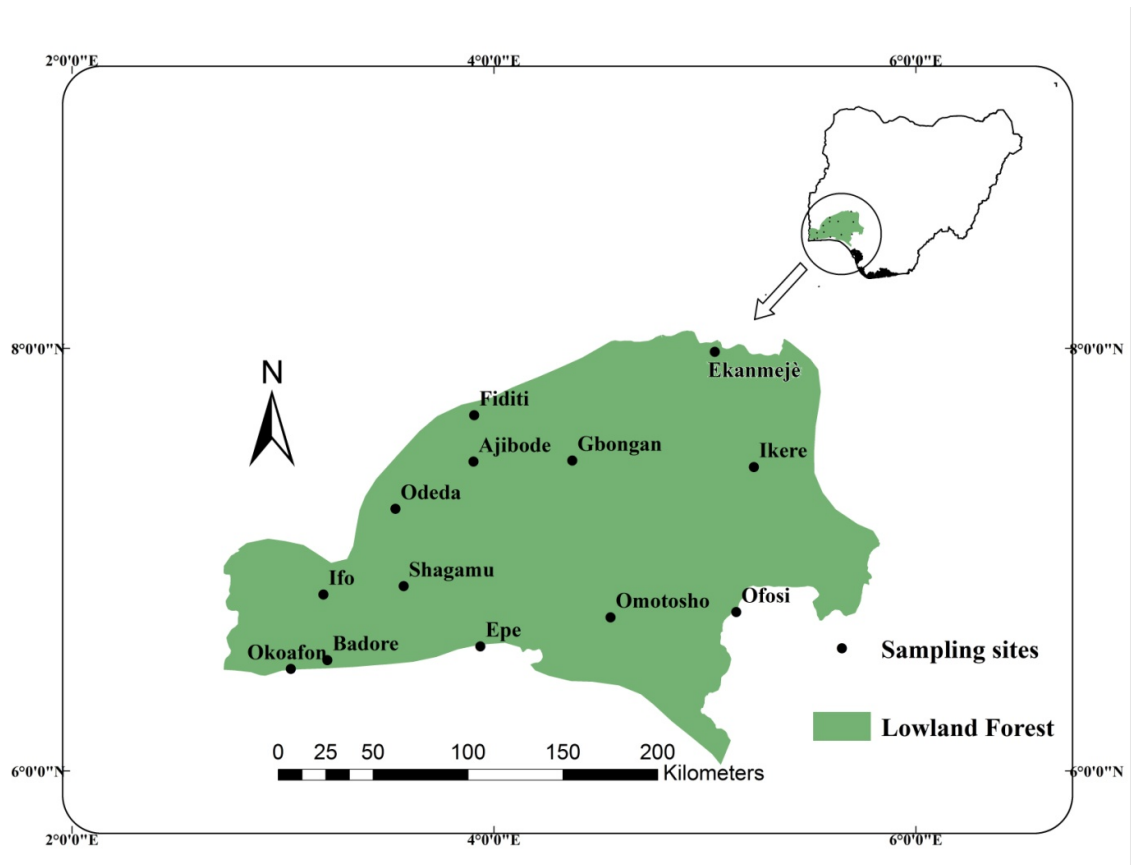 2°0'0"E 4°0'0"E 6°0'0"E
8°0'0"N 8°0'0"N
Ekanmejè
N
Fiditi
Ajibode Gbongan Ikere
Odeda
Ifo Shagamu
Omotosho Ofosi
Okoafon Badore Epe
Sampling sites
Lowland Forest
0 25 50 100 150 200
Kilometers
6°0'0"N 6°0'0"N
2°0'0"E 4°0'0"E 6°0'0"E